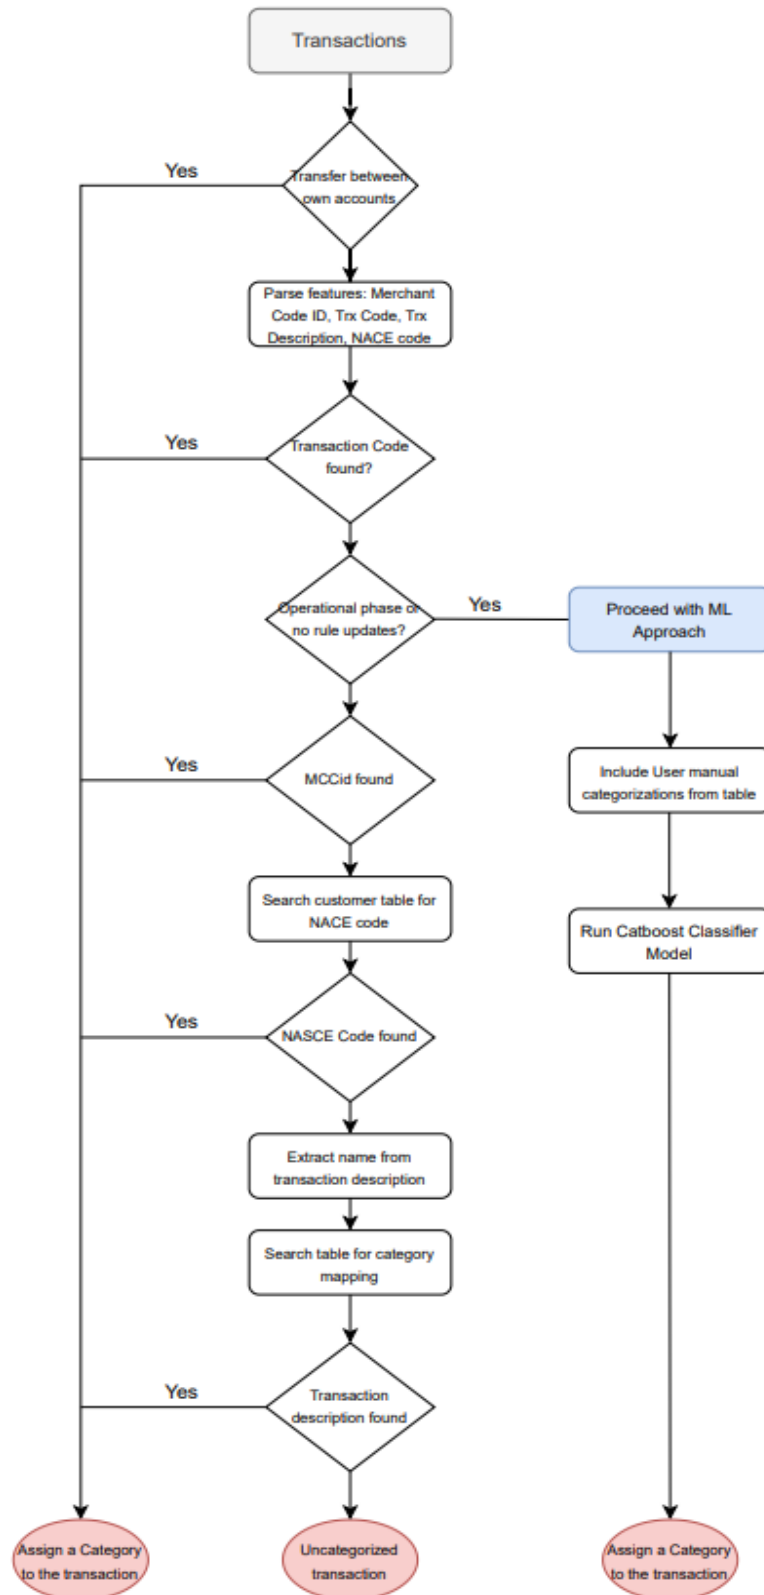 Transactions
Yes
Transfer between
own accounts
Parse features: Merchant
Code ID, Trx Code, Trx
Description, NACE code
Yes
Transaction Code
found?
Operational phase or
no rule updates?
Yes
Proceed with ML
Approach
Yes
MCCid found
Include User manual
categorizations from table
Search customer table for
NACE code
Run Catboost Classifier
Model
Yes
NASCE Code found
Extract name from
transaction description
Search table for category
mapping
Yes
Transaction
description found
Assign a Category
to the transaction
Uncategorized
transaction
Assign a Category
to the transaction